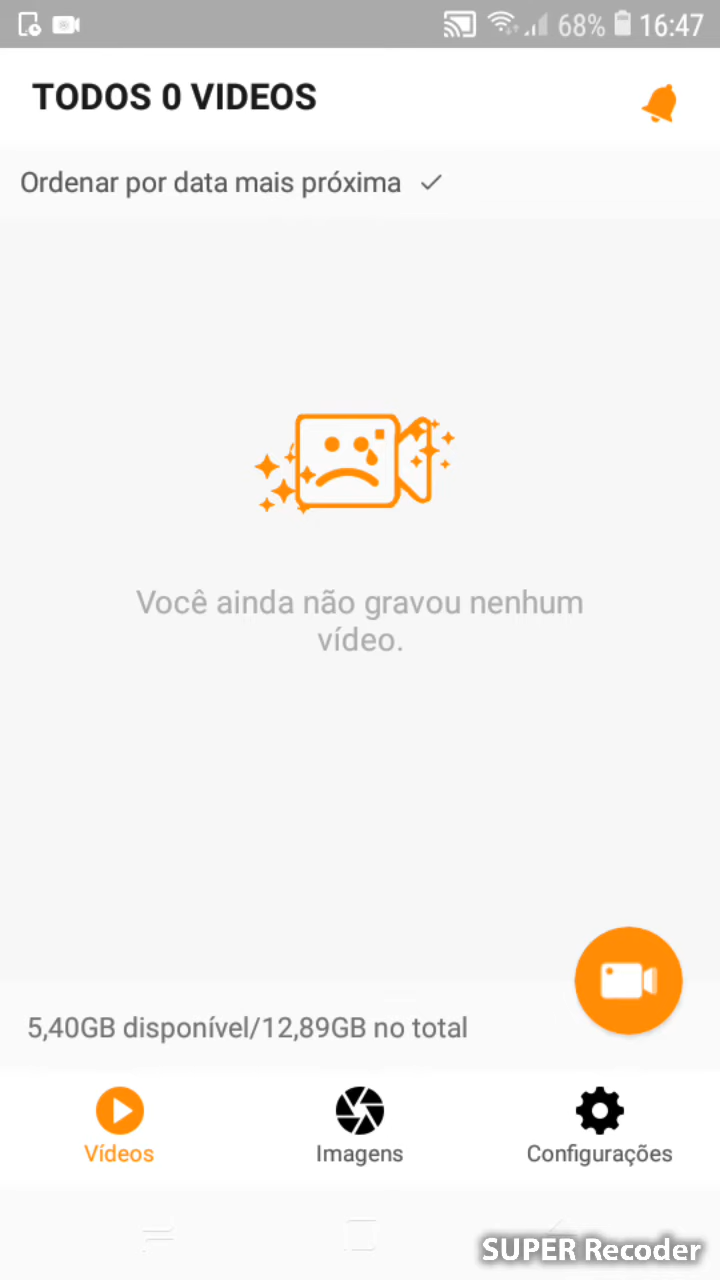 68% 16:47
TODOS 0 VIDEOS
Ordenar por data mais próxima
Você ainda não gravou nenhum
vídeo.
5,40GB disponível/12,89GB no total
Vídeos Imagens Configurações
SUPER Recoder